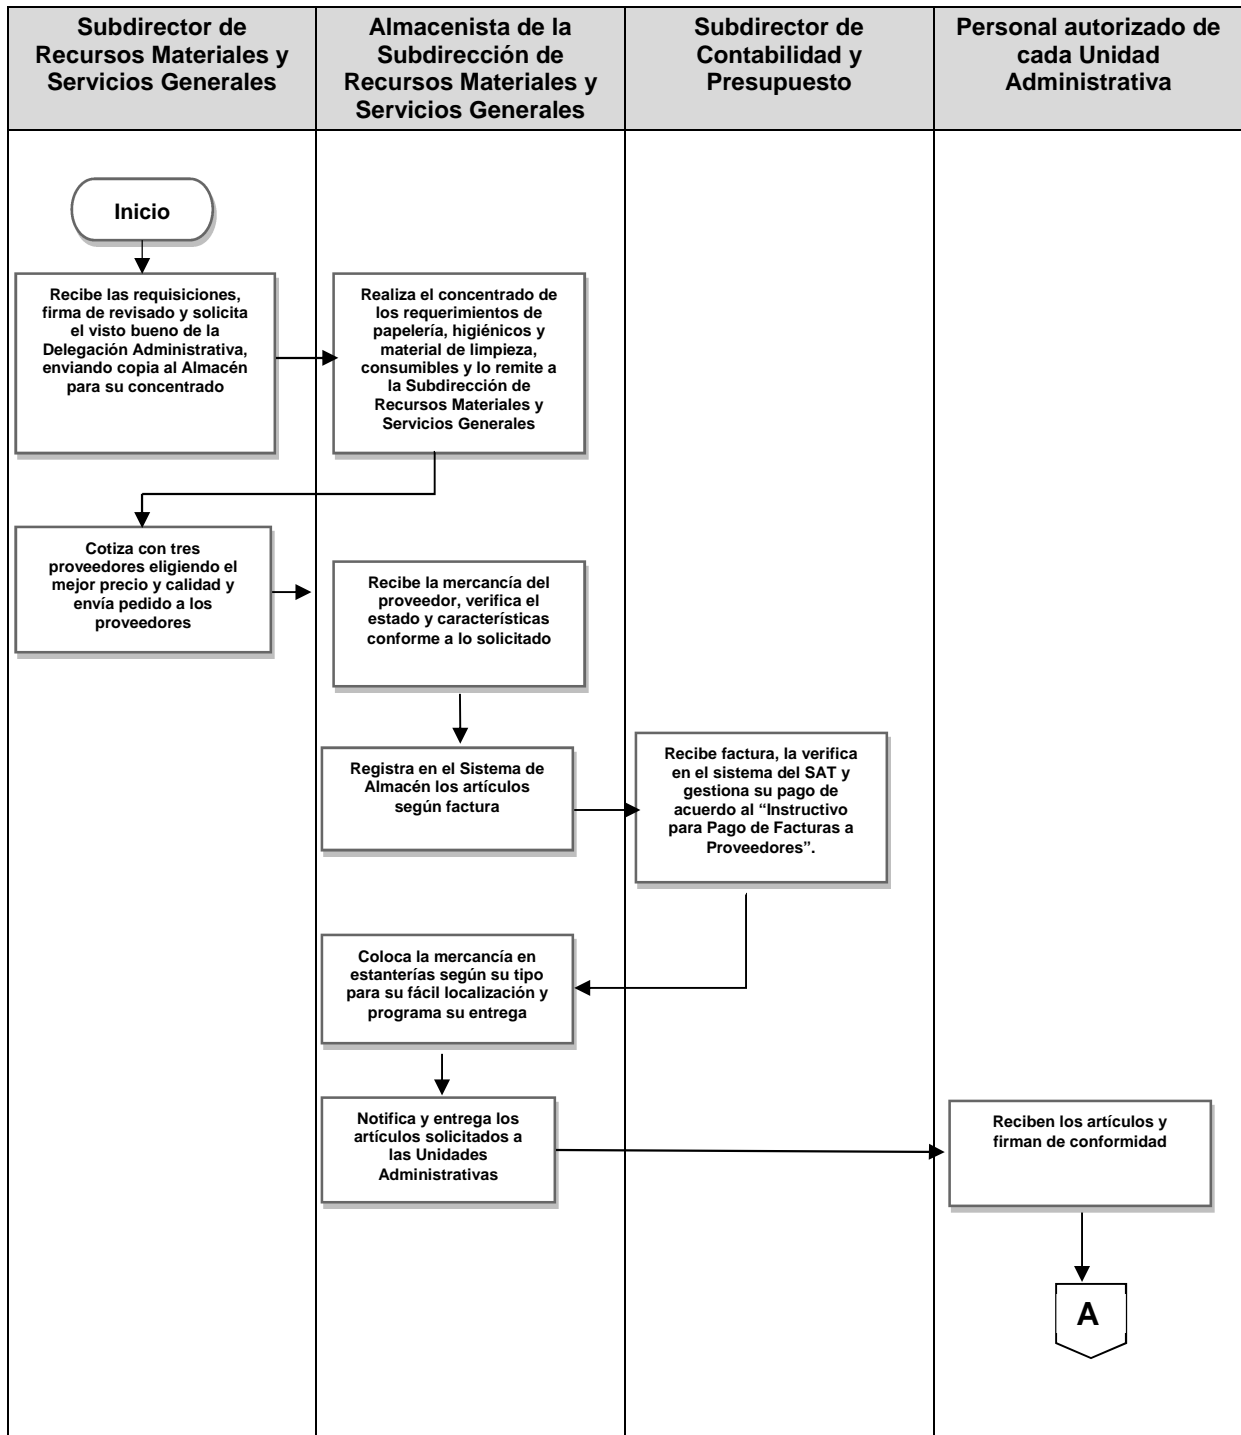 Subdirector de
Recursos Materiales y
Servicios Generales
Almacenista de la
Subdirección de
Recursos Materiales y
Servicios Generales
Subdirector de
Contabilidad y
Presupuesto
Personal autorizado de
cada Unidad
Administrativa
Inicio
Recibe las requisiciones,
firma de revisado y solicita
el visto bueno de la
Delegación Administrativa,
enviando copia al Almacén
para su concentrado
Realiza el concentrado de
los requerimientos de
papelería, higiénicos y
material de limpieza,
consumibles y lo remite a
la Subdirección de
Recursos Materiales y
Servicios Generales
Cotiza con tres
proveedores eligiendo el
mejor precio y calidad y
envía pedido a los
proveedores
Recibe la mercancía del
proveedor, verifica el
estado y características
conforme a lo solicitado
Registra en el Sistema de
Almacén los artículos
según factura
Recibe factura, la verifica
en el sistema del SAT y
gestiona su pago de
acuerdo al “Instructivo
para Pago de Facturas a
Proveedores”.
Coloca la mercancía en
estanterías según su tipo
para su fácil localización y
programa su entrega
Notifica y entrega los
artículos solicitados a
las Unidades
Administrativas
Reciben los artículos y
firman de conformidad
A